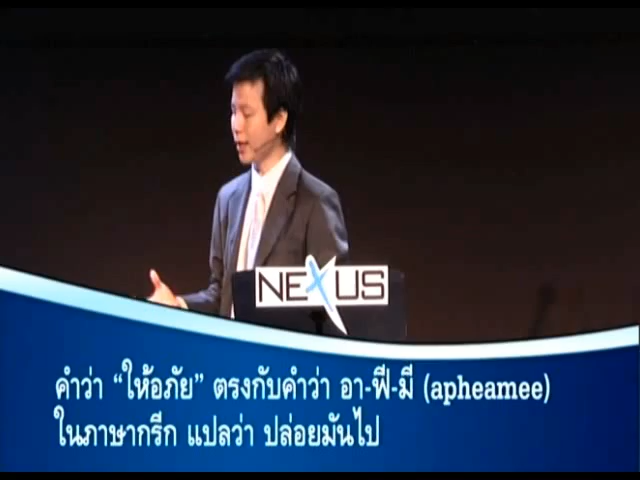 NEXUS
คำว่า “ให้อภัย” ตรงกับคำว่า อา-ฟี-มี (apheamee)
ในภาษากรีก แปลว่า ปล่อยมันไป